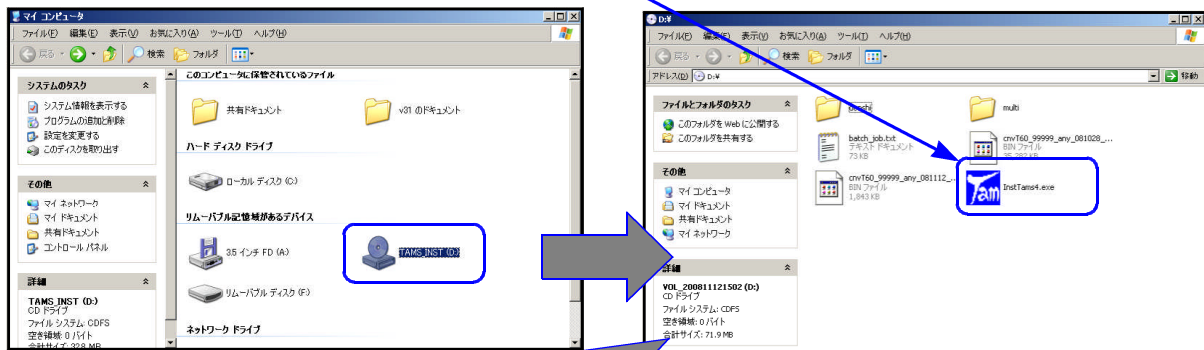 マイ コンピュータ
ファイル(F) 編集(E) 表示(V) お気に入り(A) ツール(T) ヘルプ(H)
戻る 検索 フォルダ
システムのタスク
システム情報を表示する
プログラムの追加と削除
設定を変更する
このディスクを取り出す
その他
マイ ネットワーク
マイ ドキュメント
共有ドキュメント
コントロール パネル
詳細
TAMS_INST (D:)
CD ドライブ
ファイル システム: CDFS
空き領域: 0 バイト
合計サイズ: 328 MB
このコンピュータに保管されているファイル
共有ドキュメント
v31 のドキュメント
ハード ディスク ドライブ
ローカル ディスク (C:)
リムーバブル記憶域があるデバイス
3.5 インチ FD (A:)
TAMS_INST (D:)
リムーバブル ディスク (F:)
ネットワーク ドライブ
D:¥
ファイル(F) 編集(E) 表示(V) お気に入り(A) ツール(T) ヘルプ(H)
戻る 検索 フォルダ
アドレス(D) D:¥ 移動
ファイルとフォルダのタスク
このフォルダを Web に公開する
このフォルダを共有する
その他
マイ コンピュータ
マイ ドキュメント
共有ドキュメント
マイ ネットワーク
詳細
VOL_200811121502 (D:)
CD ドライブ
ファイル システム: CDFS
空き領域: 0 バイト
合計サイズ: 71.9 MB
multi
batch_job.txt
テキスト ドキュメント
73 KB
cnvT60_99999_any_081028_...
BIN ファイル
35,282 KB
cnvT60_99999_any_081112_...
BIN ファイル
1,843 KB
Tam
InstTams4.exe